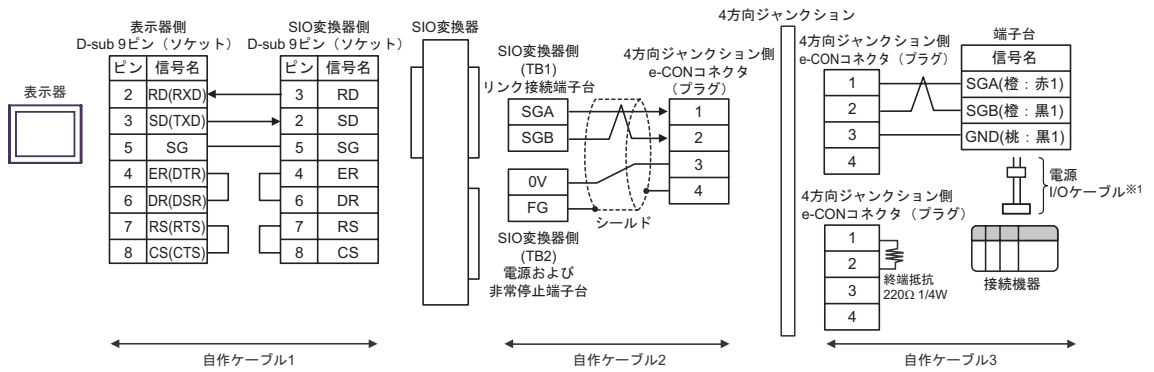 表示器
表示器側
D-sub 9ピン（ソケット）
ピン 信号名
2 RD(RXD)
3 SD(TXD)
5 SG
4 ER(DTR)
6 DR(DSR)
7 RS(RTS)
8 CS(CTS)
SIO変換器側
D-sub 9ピン（ソケット）
ピン 信号名
3 RD
2 SD
5 SG
4 ER
6 DR
7 RS
8 CS
自作ケーブル1
SIO変換器
SIO変換器側
(TB1)
リンク接続端子台
SGA
SGB
0V
FG
SIO変換器側
(TB2)
電源および
非常停止端子台
シールド
4方向ジャンクション側
e-CONコネクタ
（プラグ）
1
2
3
4
自作ケーブル2
4方向ジャンクション
4方向ジャンクション側
e-CONコネクタ（プラグ）
1
2
3
4
端子台
信号名
SGA(橙：赤1)
SGB(橙：黒1)
GND(桃：黒1)
電源
I/Oケーブル※1
接続機器
4方向ジャンクション側
e-CONコネクタ（プラグ）
1
2
3
4
終端抵抗
220Ω 1/4W
自作ケーブル3